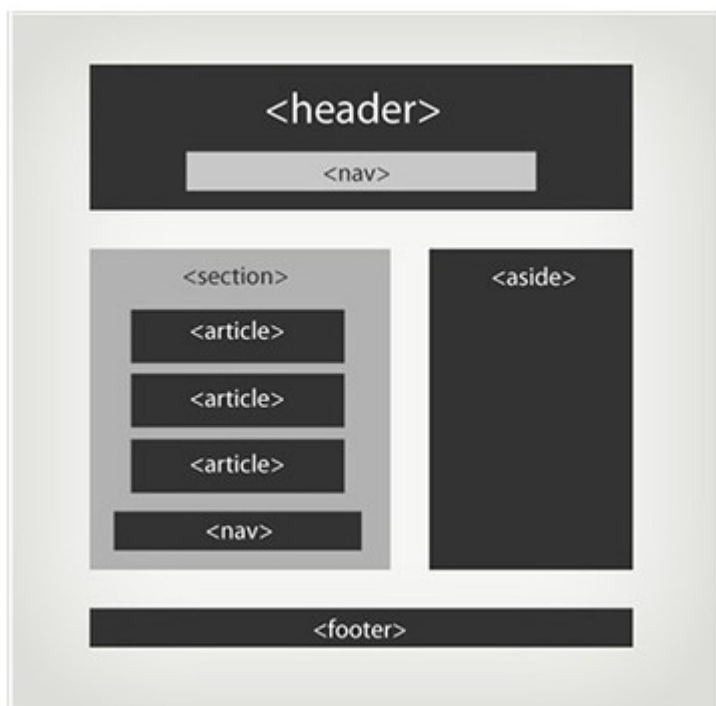 <header>
<nav>
<section>
<article>
<article>
<article>
<nav>
<aside>
<footer>